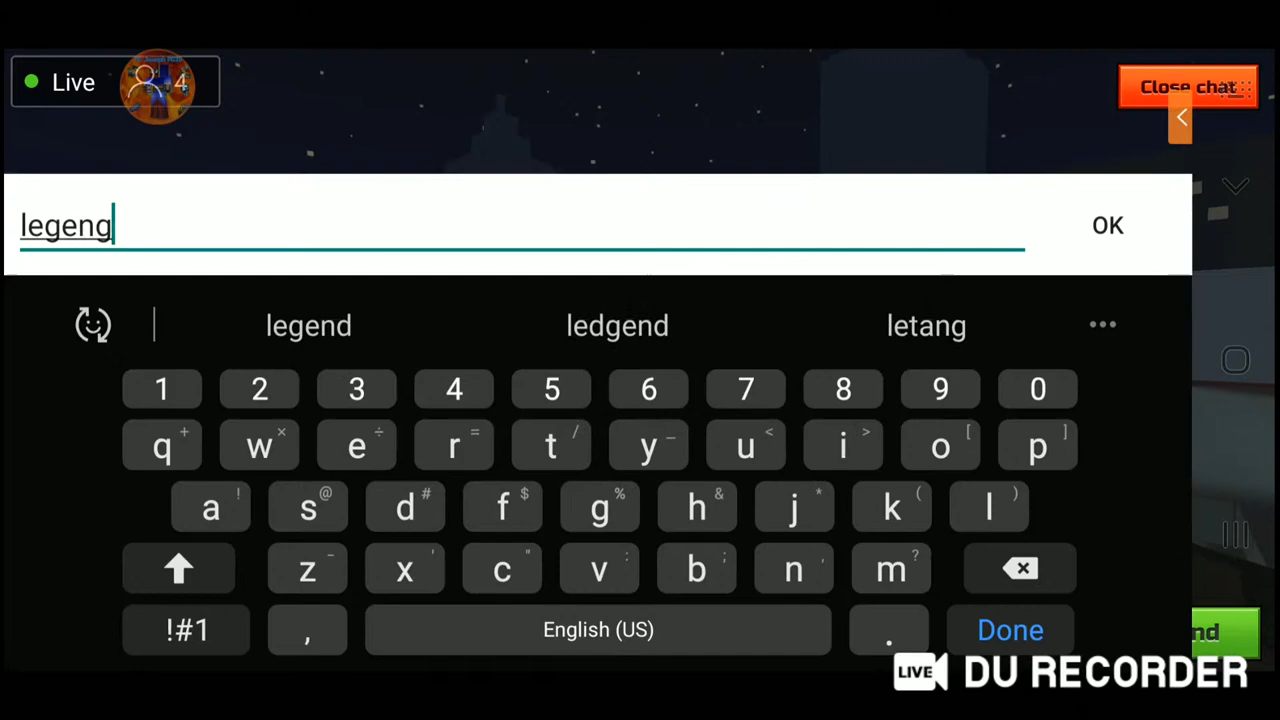 Live 4
Close chat
legeng
OK
legend ledgend letang
1 2 3 4 5 6 7 8 9 0
q + w × e ÷ r = t / y _ u < i > o [ p ]
a ! s @ d # f $ g % h & j * k ( l )
z - x ' c " v : b ; n , m ?
!#1 , English (US) . Done
nd
LIVE DU RECORDER